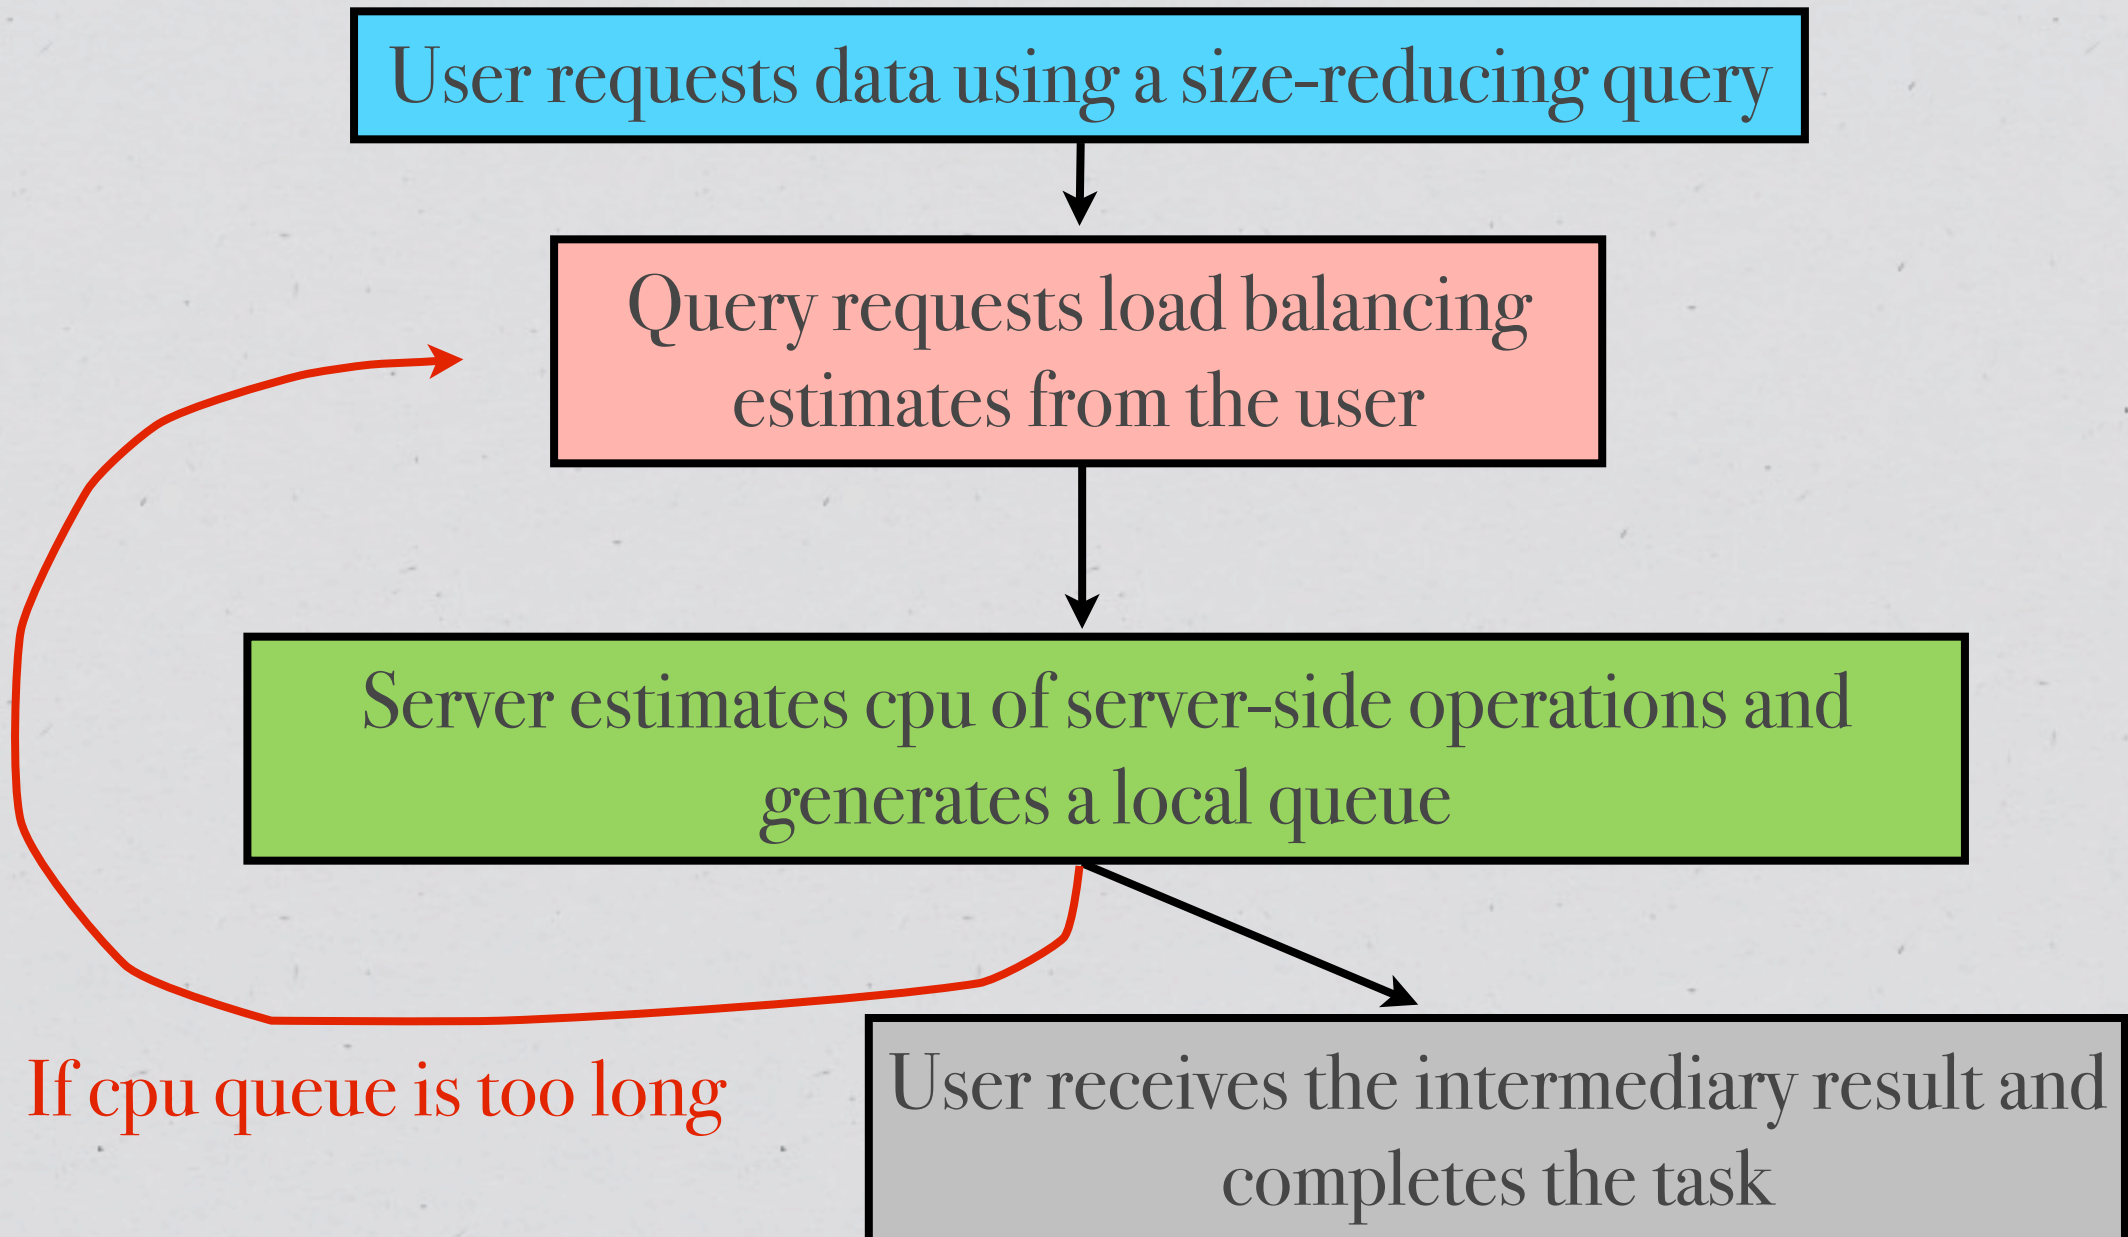 User requests data using a size-reducing query
Query requests load balancing
estimates from the user
Server estimates cpu of server-side operations and
generates a local queue
If cpu queue is too long
User receives the intermediary result and
completes the task